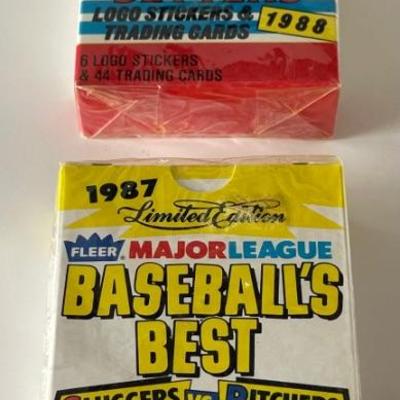 LOGO STICKERS &
TRADING CARDS 1988
6 LOGO STICKERS
& 44 TRADING CARDS
1987
Limited Edition
FLEER MAJOR LEAGUE
BASEBALL'S
BEST
SLUGGERS VS PITCHERS